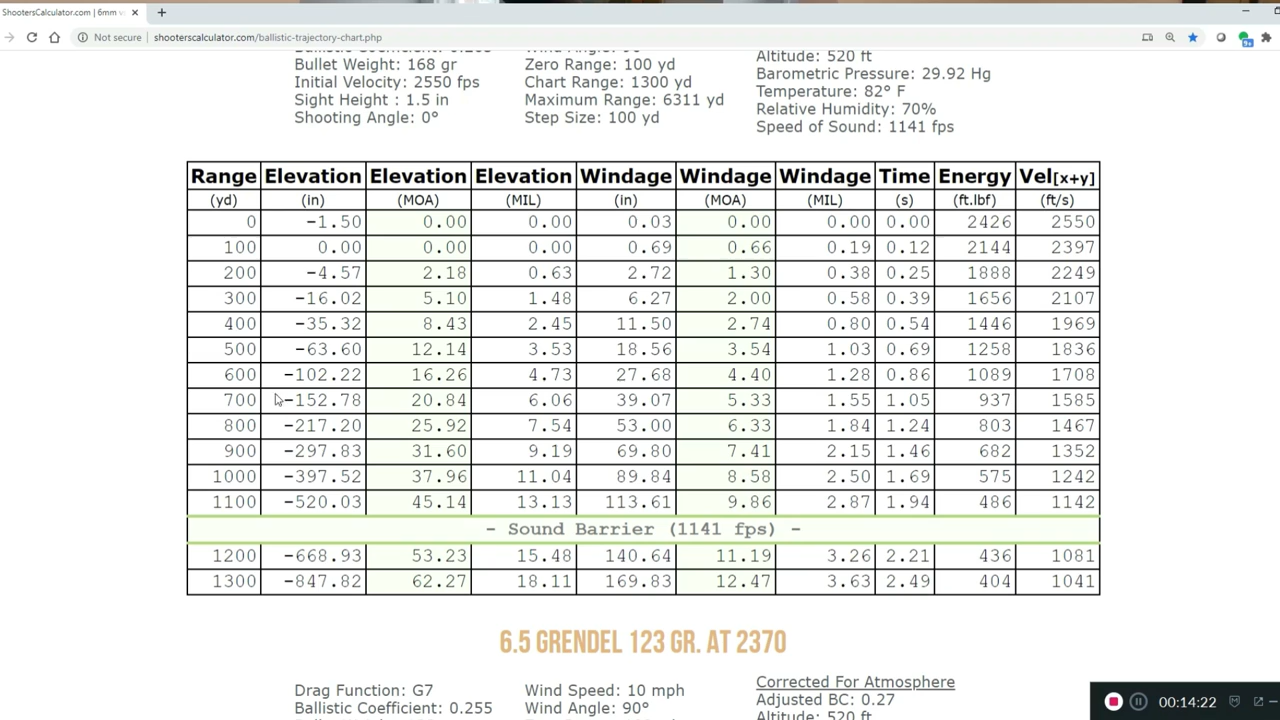 ShootersCalculator.com | 6mm v
Not secure shooterscalculator.com/ballistic-trajectory-chart.php
Bullet Weight: 168 gr Zero Range: 100 yd Altitude: 520 ft
Initial Velocity: 2550 fps Chart Range: 1300 yd Barometric Pressure: 29.92 Hg
Sight Height : 1.5 in Maximum Range: 6311 yd Temperature: 82° F
Shooting Angle: 0° Step Size: 100 yd Relative Humidity: 70%
Speed of Sound: 1141 fps
Range Elevation Elevation Elevation Windage Windage Windage Time Energy Vel[x+y]
(yd) (in) (MOA) (MIL) (in) (MOA) (MIL) (s) (ft.lbf) (ft/s)
0 -1.50 0.00 0.00 0.03 0.00 0.00 0.00 2426 2550
100 0.00 0.00 0.00 0.69 0.66 0.19 0.12 2144 2397
200 -4.57 2.18 0.63 2.72 1.30 0.38 0.25 1888 2249
300 -16.02 5.10 1.48 6.27 2.00 0.58 0.39 1656 2107
400 -35.32 8.43 2.45 11.50 2.74 0.80 0.54 1446 1969
500 -63.60 12.14 3.53 18.56 3.54 1.03 0.69 1258 1836
600 -102.22 16.26 4.73 27.68 4.40 1.28 0.86 1089 1708
700 -152.78 20.84 6.06 39.07 5.33 1.55 1.05 937 1585
800 -217.20 25.92 7.54 53.00 6.33 1.84 1.24 803 1467
900 -297.83 31.60 9.19 69.80 7.41 2.15 1.46 682 1352
1000 -397.52 37.96 11.04 89.84 8.58 2.50 1.69 575 1242
1100 -520.03 45.14 13.13 113.61 9.86 2.87 1.94 486 1142
- Sound Barrier (1141 fps) -
1200 -668.93 53.23 15.48 140.64 11.19 3.26 2.21 436 1081
1300 -847.82 62.27 18.11 169.83 12.47 3.63 2.49 404 1041
6.5 GRENDEL 123 GR. AT 2370
Drag Function: G7 Wind Speed: 10 mph Corrected For Atmosphere
Ballistic Coefficient: 0.255 Wind Angle: 90° Adjusted BC: 0.27
Altitude: 520 ft
00:14:22